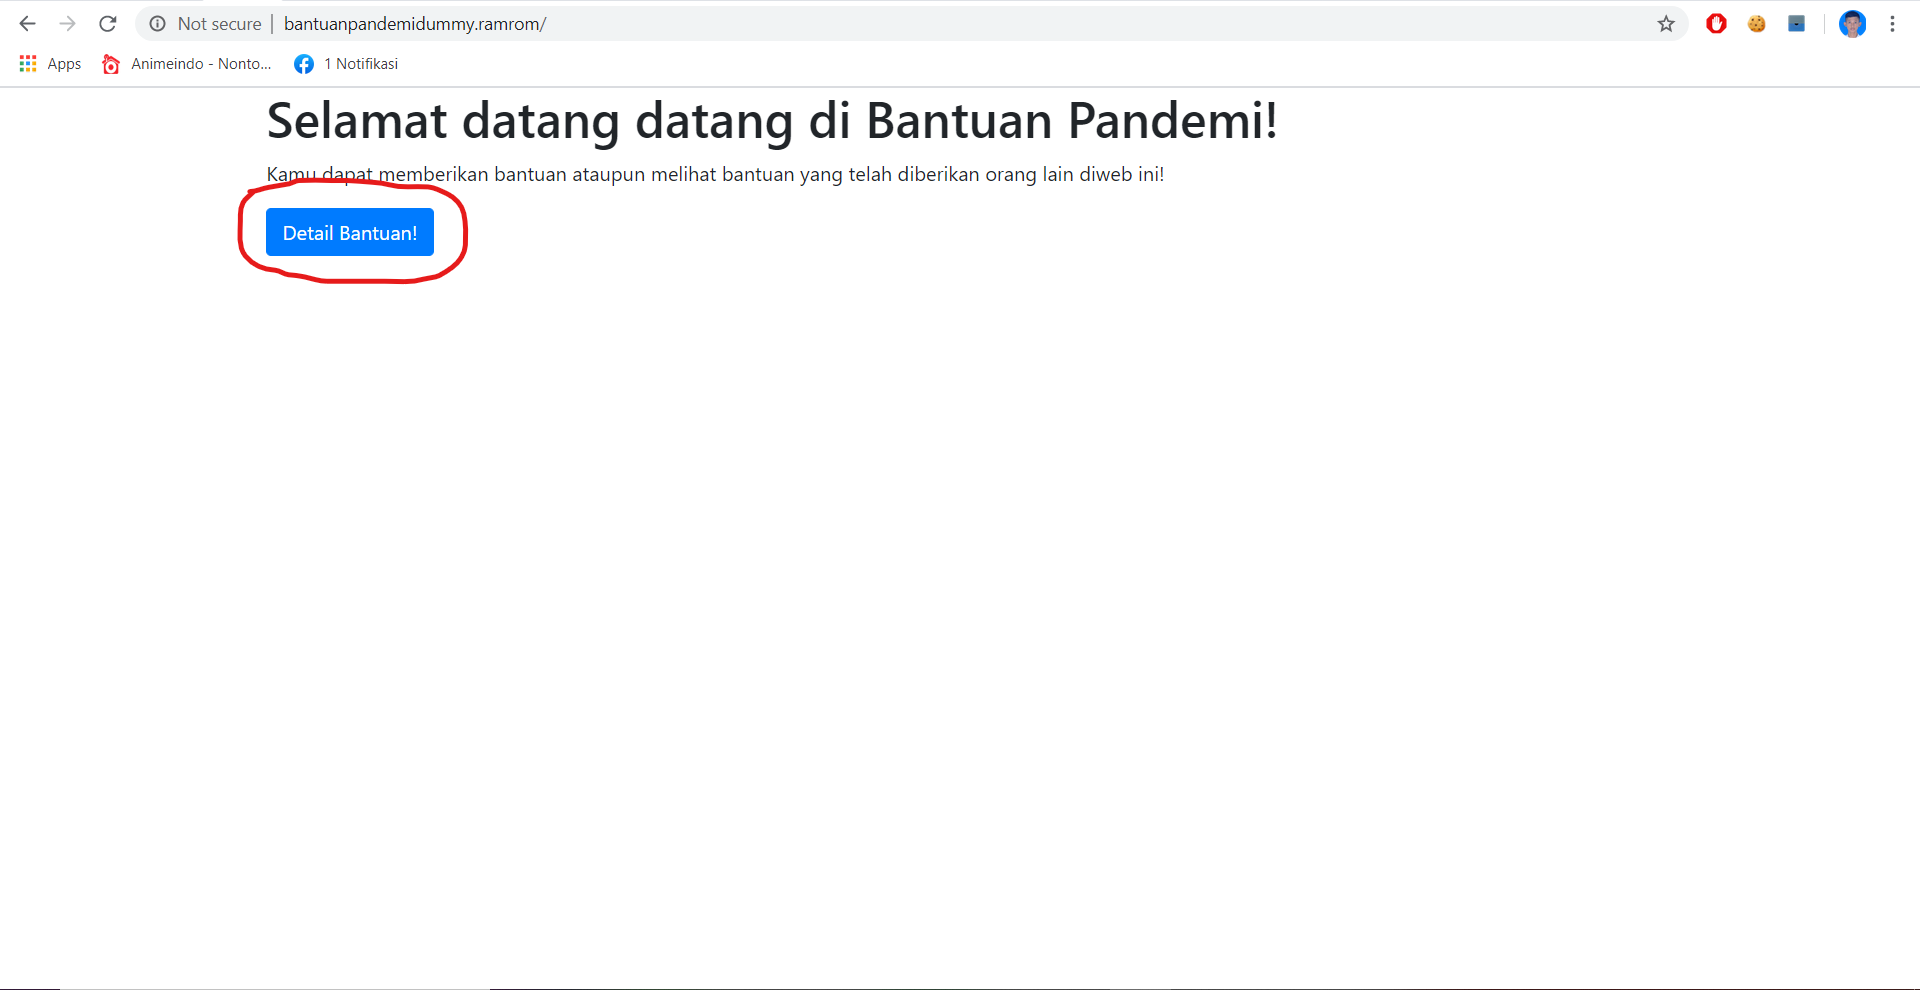 Not secure | bantuanpandemidummy.ramrom/
Apps Animeindo - Nonto... 1 Notifikasi
Selamat datang datang di Bantuan Pandemi!
Kamu dapat memberikan bantuan ataupun melihat bantuan yang telah diberikan orang lain diweb ini!
Detail Bantuan!